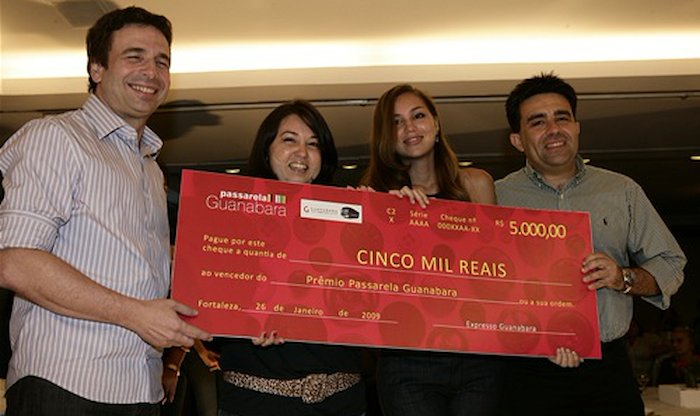 passarela
Guanabara
GUANABARA
C2 Série Cheque nº R$ 5.000,00
X AAAA 000XXAA-XX
Pague por este
cheque a quantia de CINCO MIL REAIS
ao vencedor do Prêmio Passarela Guanabara ou a sua ordem.
Fortaleza, 26 de Janeiro de 2009 Expresso Guanabara